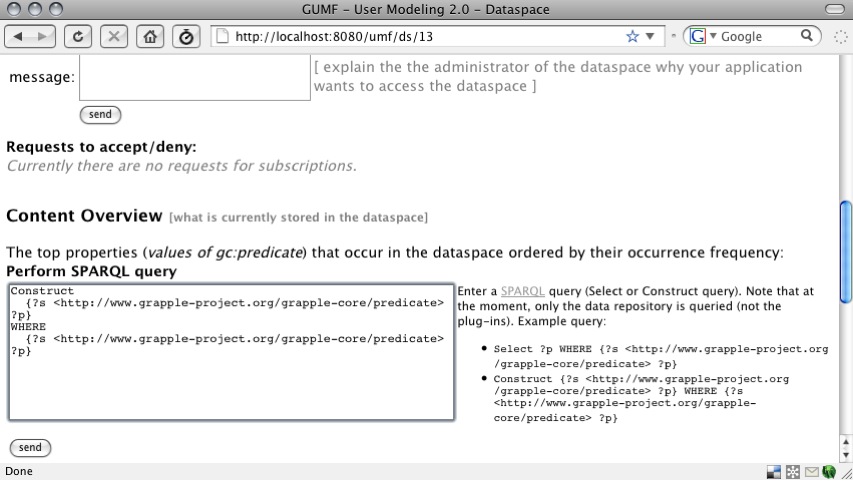 GUMF - User Modeling 2.0 - Dataspace
http://localhost:8080/umf/ds/13
Google
message:
[ explain the the administrator of the dataspace why your application
wants to access the dataspace ]
send
Requests to accept/deny:
Currently there are no requests for subscriptions.
Content Overview [what is currently stored in the dataspace]
The top properties (values of gc:predicate) that occur in the dataspace ordered by their occurrence frequency:
Perform SPARQL query
Construct
{?s <http://www.grapple-project.org/grapple-core/predicate>
?p}
WHERE
{?s <http://www.grapple-project.org/grapple-core/predicate>
?p}
Enter a SPARQL query (Select or Construct query). Note that at
the moment, only the data repository is queried (not the
plug-ins). Example query:
Select ?p WHERE {?s <http://www.grapple-project.org
/grapple-core/predicate> ?p}
Construct {?s <http://www.grapple-project.org
/grapple-core/predicate> ?p} WHERE {?s
<http://www.grapple-project.org/grapple-
core/predicate> ?p}
send
Done